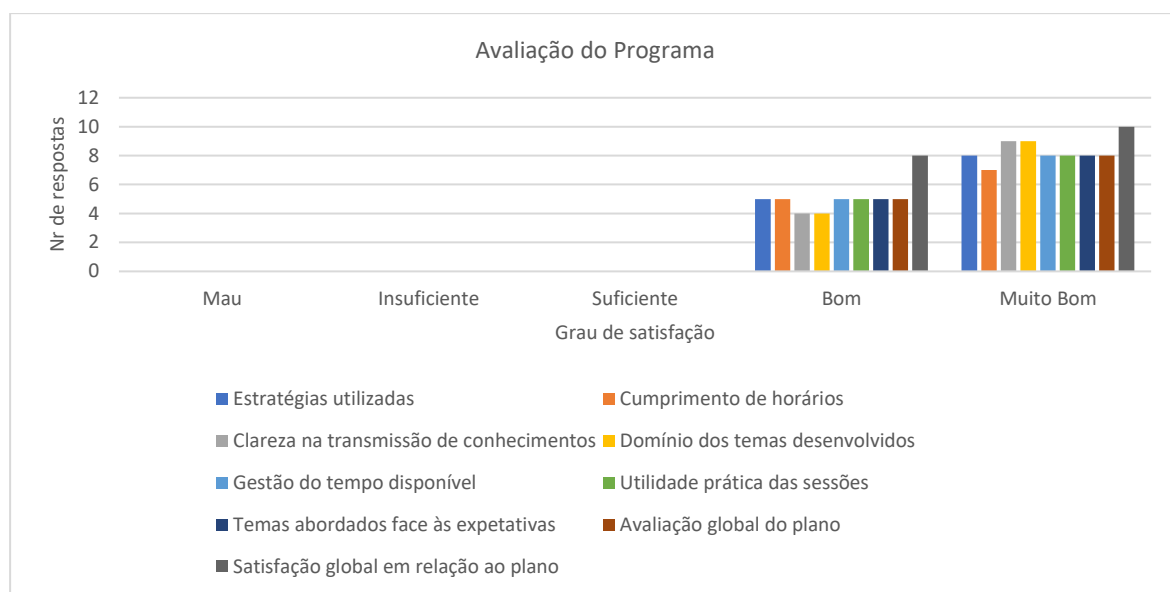 Avaliação do Programa
Nr de respostas
12
10
8
6
4
2
0
Mau Insuficiente Suficiente Bom Muito Bom
Grau de satisfação
Estratégias utilizadas Cumprimento de horários
Clareza na transmissão de conhecimentos Domínio dos temas desenvolvidos
Gestão do tempo disponível Utilidade prática das sessões
Temas abordados face às expetativas Avaliação global do plano
Satisfação global em relação ao plano